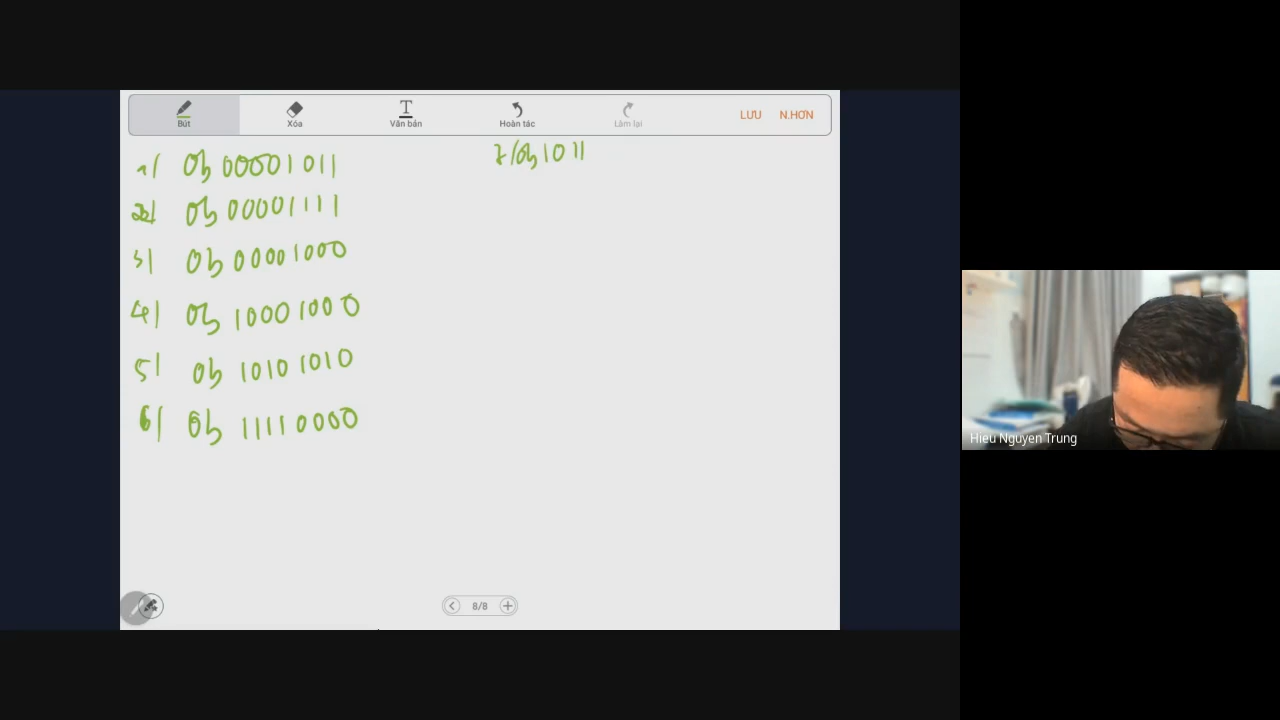 Bút Xóa Văn bản Hoàn tác Làm lại LƯU N.HƠN
1/ 0b 00001011
2/ 0b 00001111
3/ 0b 00001000
4/ 0b 10001000
5/ 0b 10101010
6/ 0b 11110000
7/ 0b 1011
8/8
Hieu Nguyen Trung